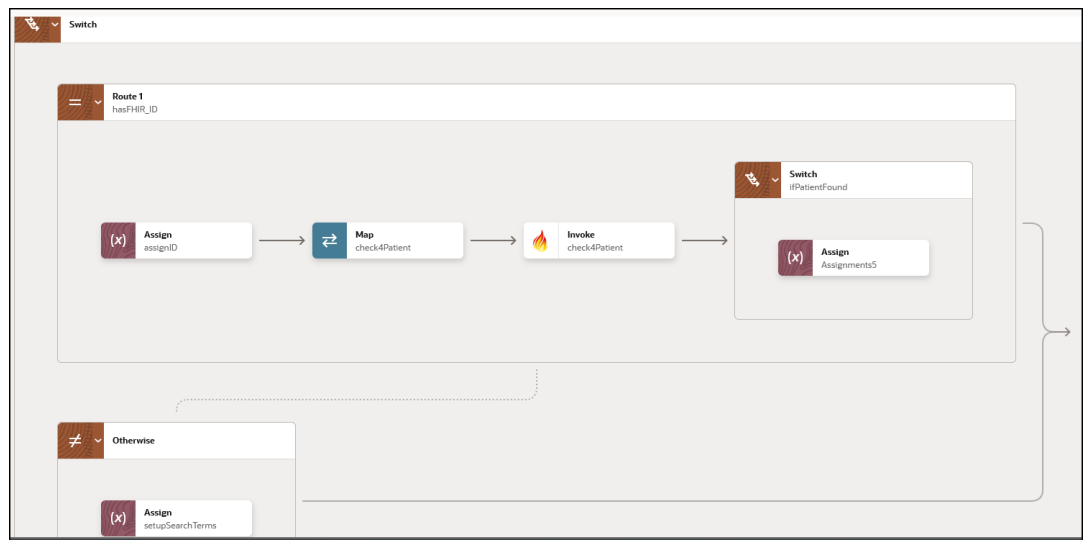 Switch
Route 1
hasFHIR_ID
Switch
ifPatientFound
(x)
Assign
assignID
Map
check4Patient
Invoke
check4Patient
(x)
Assign
Assignments5
Otherwise
(x)
Assign
setupSearchTerms